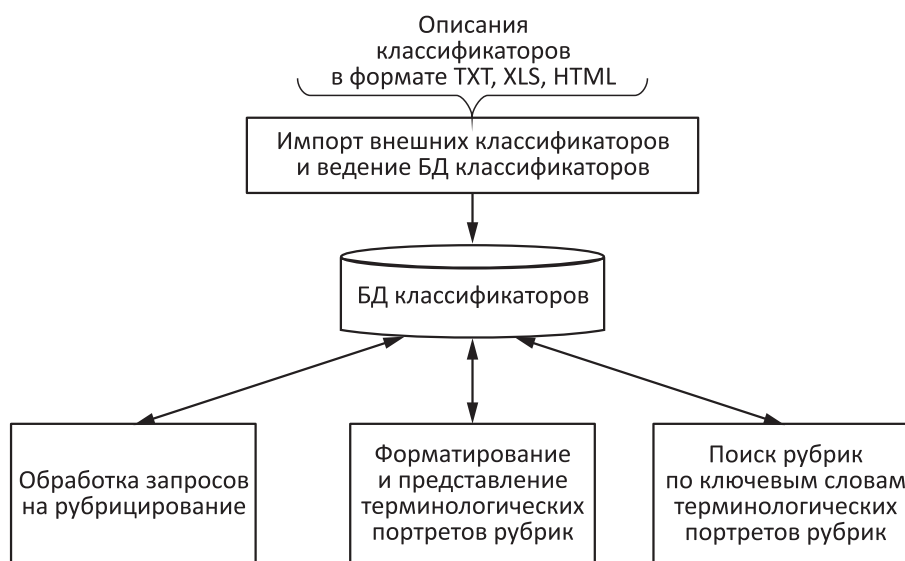 Описания
классификаторов
в формате TXT, XLS, HTML
Импорт внешних классификаторов
и ведение БД классификаторов
БД классификаторов
Обработка запросов
на рубрицирование
Форматирование
и представление
терминологических
портретов рубрик
Поиск рубрик
по ключевым словам
терминологических
портретов рубрик